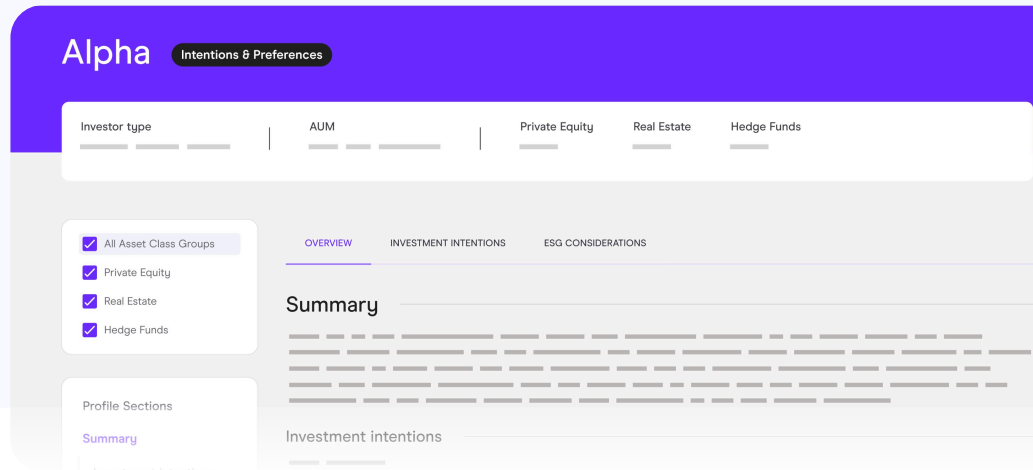 Alpha
Intentions & Preferences
Investor type
AUM
Private Equity
Real Estate
Hedge Funds
All Asset Class Groups
Private Equity
Real Estate
Hedge Funds
OVERVIEW
INVESTMENT INTENTIONS
ESG CONSIDERATIONS
Summary
Profile Sections
Summary
Investment intentions